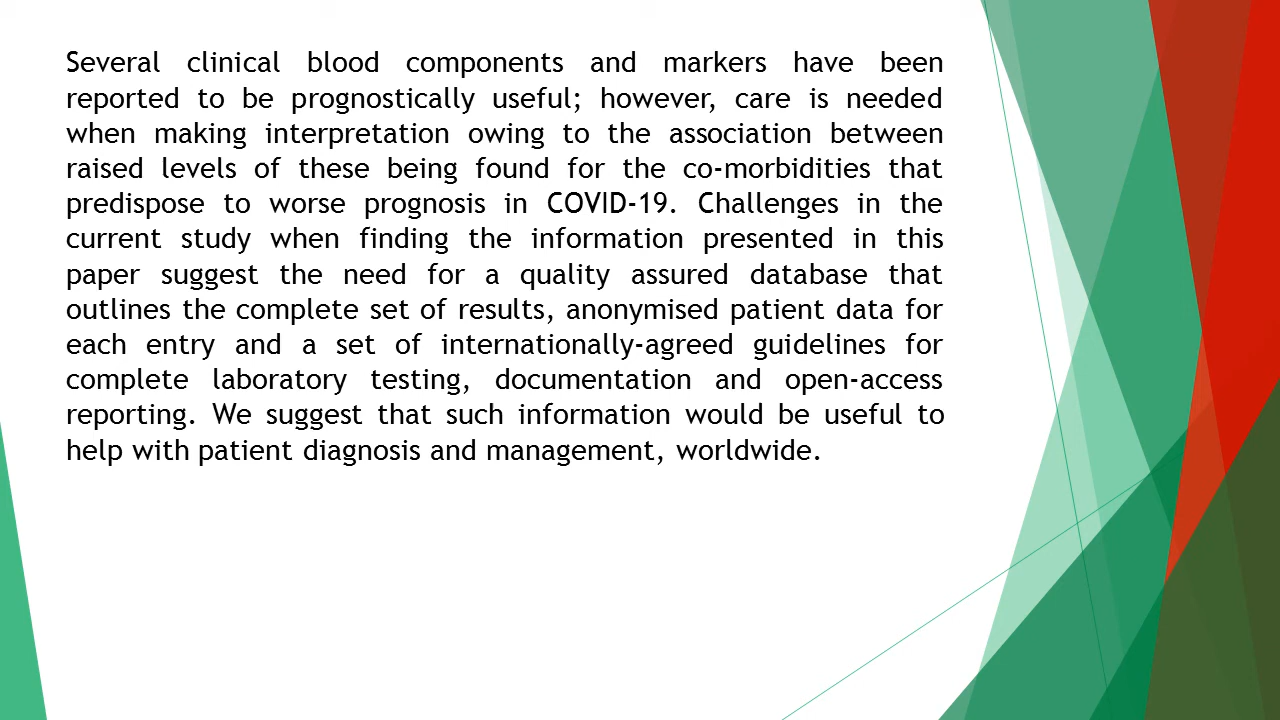 Several clinical blood components and markers have been
reported to be prognostically useful; however, care is needed
when making interpretation owing to the association between
raised levels of these being found for the co-morbidities that
predispose to worse prognosis in COVID-19. Challenges in the
current study when finding the information presented in this
paper suggest the need for a quality assured database that
outlines the complete set of results, anonymised patient data for
each entry and a set of internationally-agreed guidelines for
complete laboratory testing, documentation and open-access
reporting. We suggest that such information would be useful to
help with patient diagnosis and management, worldwide.